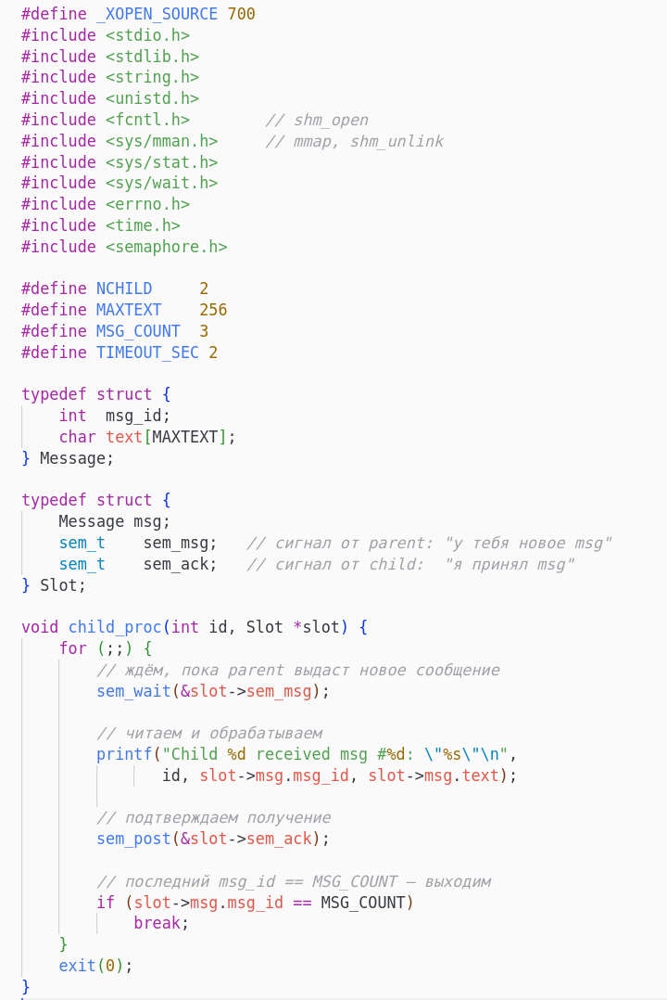 #define _XOPEN_SOURCE 700
#include <stdio.h>
#include <stdlib.h>
#include <string.h>
#include <unistd.h>
#include <fcntl.h>        // shm_open
#include <sys/mman.h>     // mmap, shm_unlink
#include <sys/stat.h>
#include <sys/wait.h>
#include <errno.h>
#include <time.h>
#include <semaphore.h>

#define NCHILD     2
#define MAXTEXT    256
#define MSG_COUNT  3
#define TIMEOUT_SEC 2

typedef struct {
    int  msg_id;
    char text[MAXTEXT];
} Message;

typedef struct {
    Message msg;
    sem_t    sem_msg;   // сигнал от parent: "у тебя новое msg"
    sem_t    sem_ack;   // сигнал от child:  "я принял msg"
} Slot;

void child_proc(int id, Slot *slot) {
    for (;;) {
        // ждём, пока parent выдаст новое сообщение
        sem_wait(&slot->sem_msg);

        // читаем и обрабатываем
        printf("Child %d received msg #%d: \"%s\"\n",
               id, slot->msg.msg_id, slot->msg.text);

        // подтверждаем получение
        sem_post(&slot->sem_ack);

        // последний msg_id == MSG_COUNT — выходим
        if (slot->msg.msg_id == MSG_COUNT)
            break;
    }
    exit(0);
}